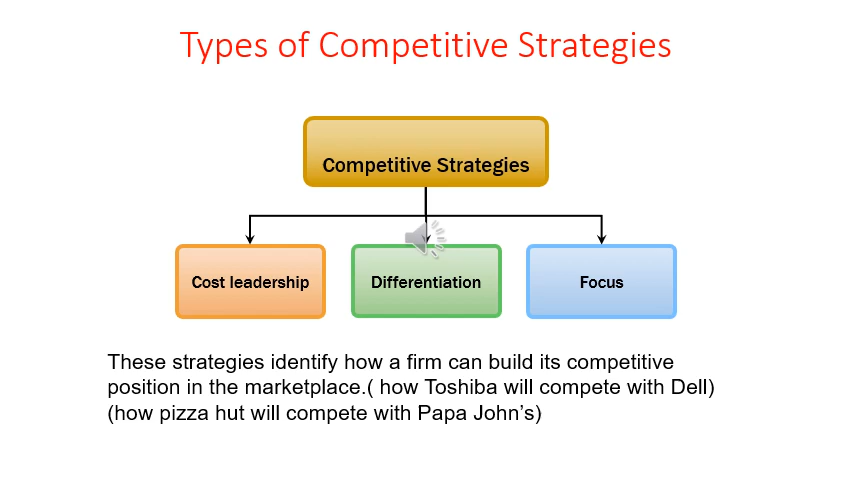 Types of Competitive Strategies
Competitive Strategies
Cost leadership
Differentiation
Focus
These strategies identify how a firm can build its competitive
position in the marketplace.( how Toshiba will compete with Dell)
(how pizza hut will compete with Papa John’s)